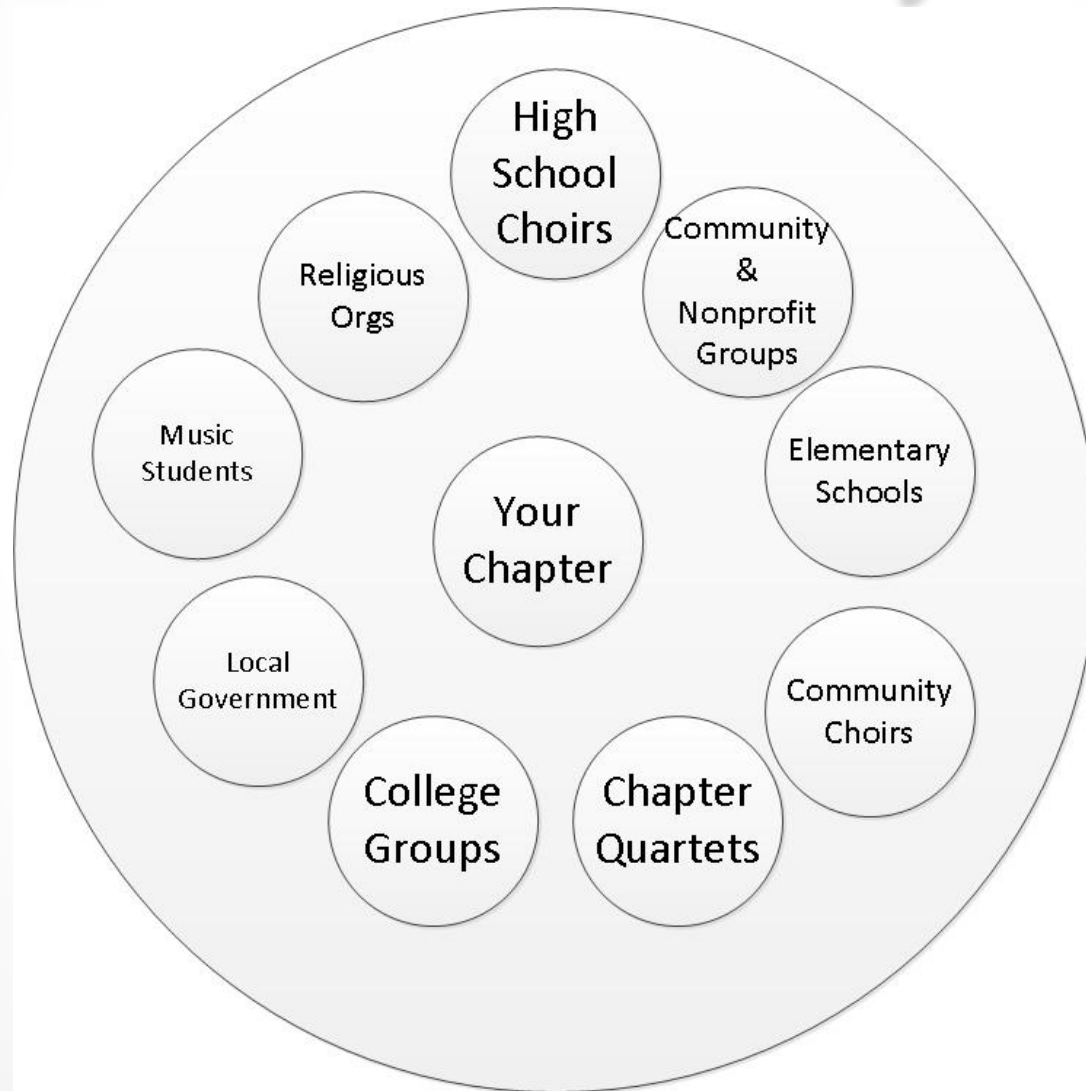 High
School
Choirs
Community
&
Nonprofit
Groups
Religious
Orgs
Elementary
Schools
Music
Students
Your
Chapter
Local
Government
Community
Choirs
College
Groups
Chapter
Quartets